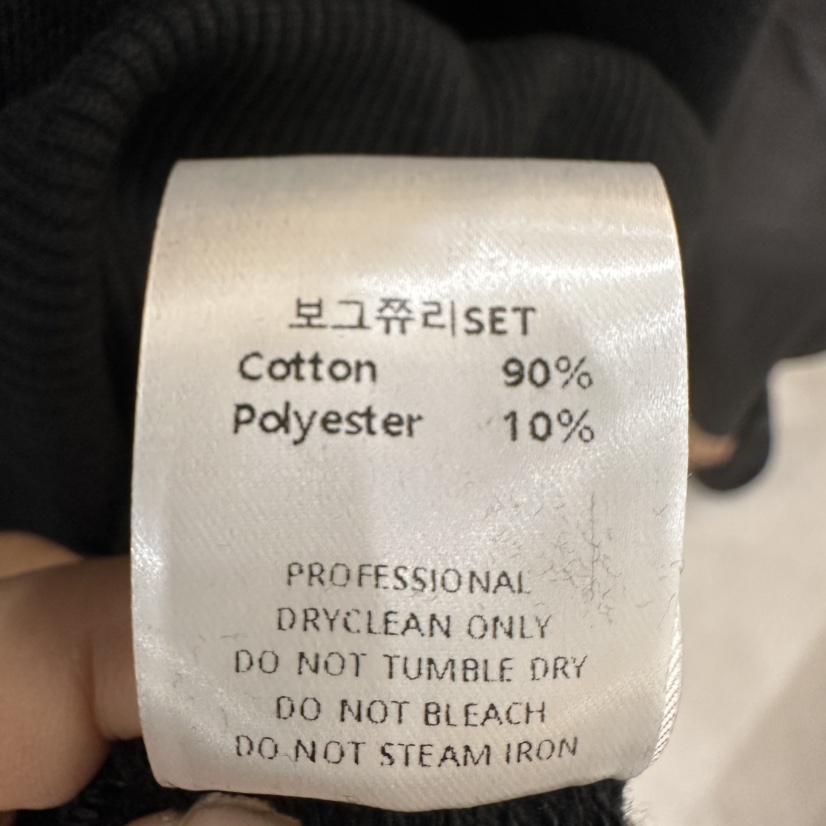 보그쮸리SET
Cotton 90%
Polyester 10%
PROFESSIONAL
DRYCLEAN ONLY
DO NOT TUMBLE DRY
DO NOT BLEACH
DO NOT STEAM IRON